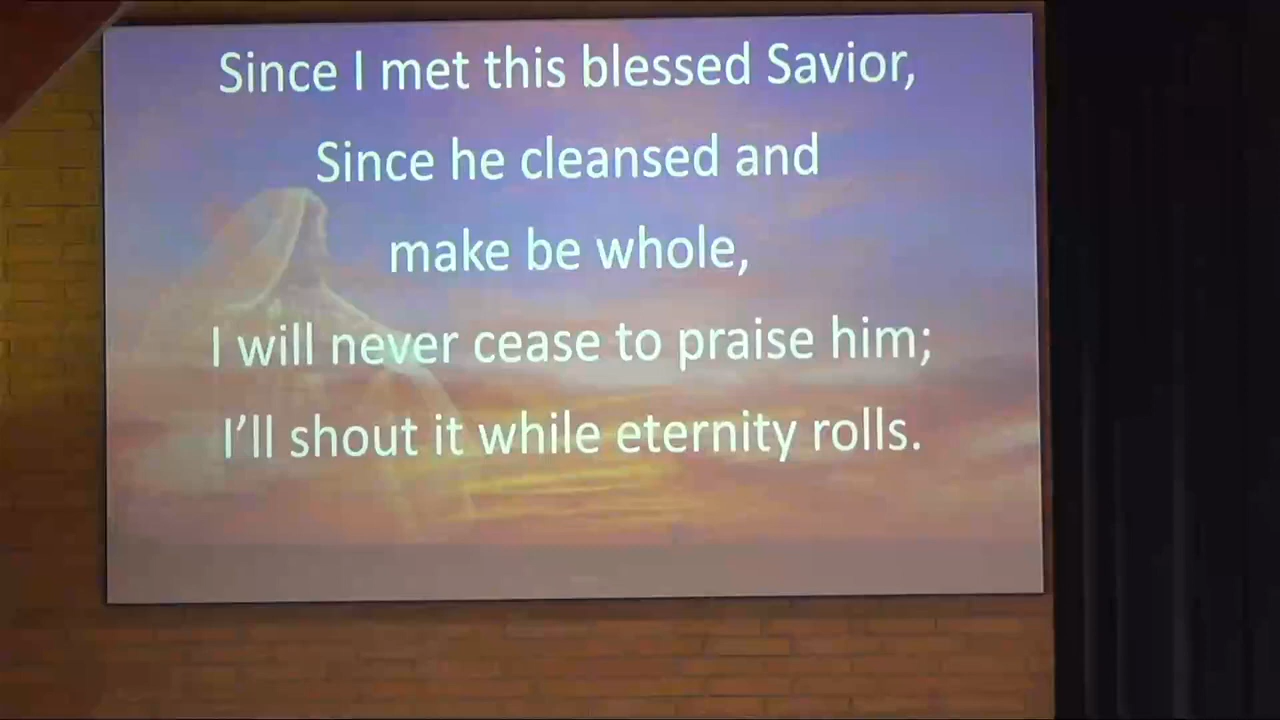 Since I met this blessed Savior,
Since he cleansed and
make be whole,
I will never cease to praise him;
I'll shout it while eternity rolls.